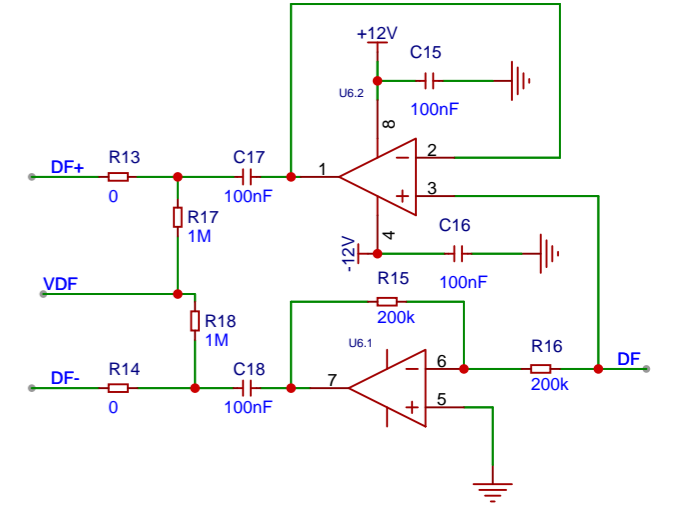 +12V
C15
U6.2
100nF
8
DF+
R13
C17
1
2
0
100nF
3
R17
1M
C16
4
-12V
100nF
VDF
R15
R18
200k
1M
U6.1
R16
DF
6
DF-
R14
C18
7
200k
5
0
100nF